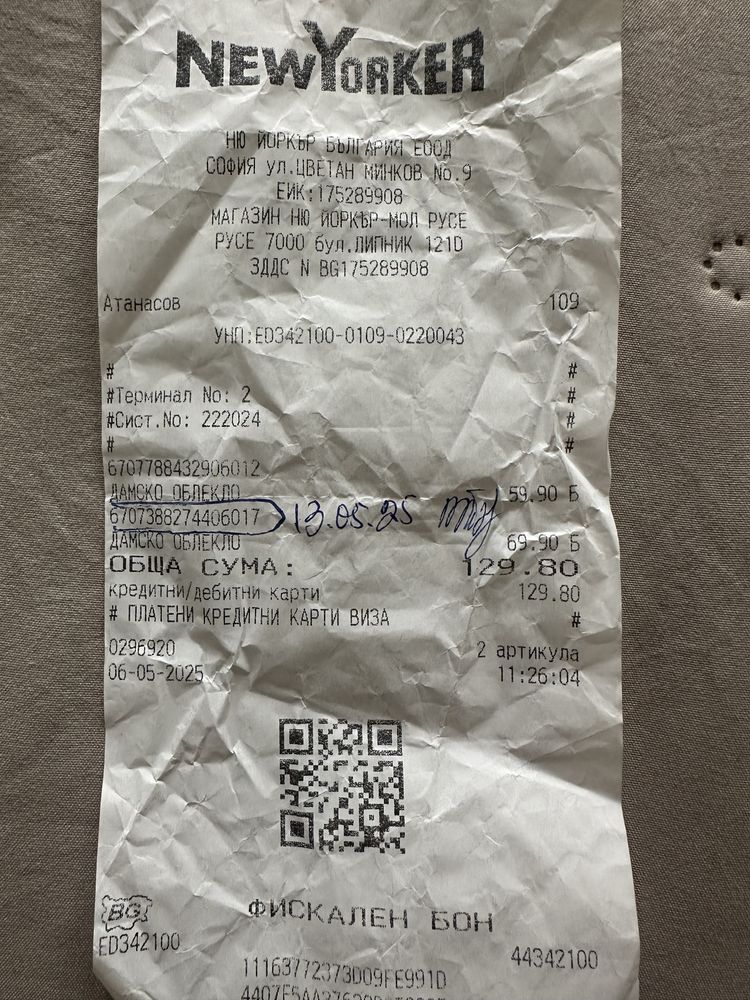 NEWYORKER
НЮ ЙОРКЪР БЪЛГАРИЯ ЕООД
СОФИЯ УЛ.ЦВЕТАН МИНКОВ No.9
ЕИК:175289908
МАГАЗИН НЮ ЙОРКЪР-МОЛ РУСЕ
РУСЕ 7000 бул.ЛИПНИК 121D
ЗДДС N BG175289908
Атанасов 109
УНП:ED342100-0109-0220043
# #
#Терминал No: 2 #
#Сист.No: 222024 #
# #
6707788432906012
ДАМСКО ОБЛЕКЛО 59.90 Б
6707388274406017 13.05.25
ДАМСКО ОБЛЕКЛО 69.90 Б
ОБЩА СУМА: 129.80
кредитни/дебитни карти 129.80
# ПЛАТЕНИ КРЕДИТНИ КАРТИ ВИЗА #
0296920 2 артикула
06-05-2025 11:26:04
BG ФИСКАЛЕН БОН
ED342100 44342100
11163772373D09FE991D